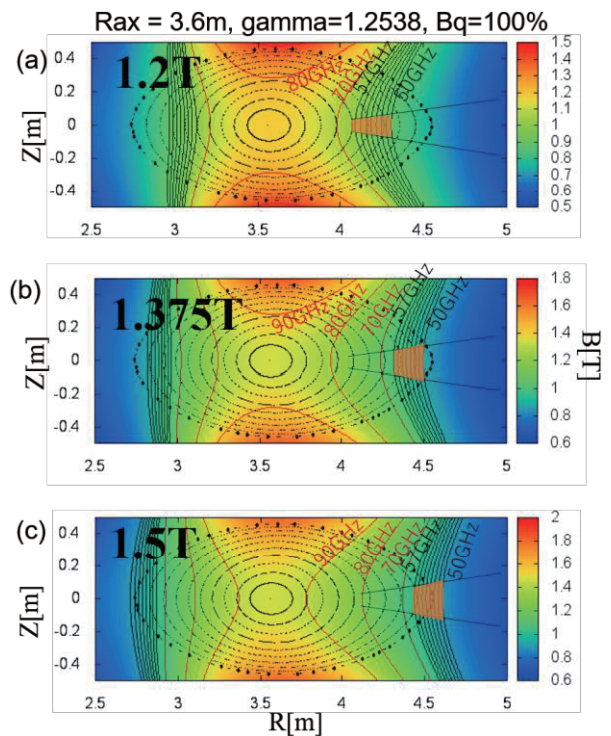 Rax = 3.6m, gamma=1.2538, Bq=100%
(a)
1.2T
80GHz
70GHz
57GHz
50GHz
Z[m]
0.4
0.2
0
-0.2
-0.4
2.5 3 3.5 4 4.5 5
1.5
1.4
1.3
1.2
1.1
1
0.9
0.8
0.7
0.6
0.5
(b)
1.375T
90GHz
80GHz
70GHz
57GHz
50GHz
Z[m]
0.4
0.2
0
-0.2
-0.4
2.5 3 3.5 4 4.5 5
1.8
1.6
1.4
1.2
1
0.8
0.6
B[T]
(c)
1.5T
90GHz
80GHz
70GHz
57GHz
50GHz
Z[m]
0.4
0.2
0
-0.2
-0.4
2.5 3 3.5 4 4.5 5
2
1.8
1.6
1.4
1.2
1
0.8
0.6
R[m]